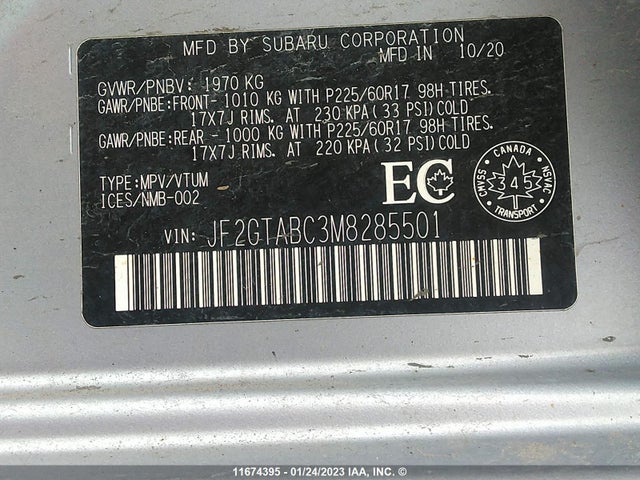 MFD BY SUBARU CORPORATION
MFD IN 10/20
GVWR/PNBV: 1970 KG
GAWR/PNBE:FRONT- 1010 KG WITH P225/60R17 98H TIRES.
17X7J RIMS. AT 230 KPA (33 PSI)COLD
GAWR/PNBE:REAR - 1000 KG WITH P225/60R17 98H TIRES.
17X7J RIMS. AT 220 KPA (32 PSI)COLD
TYPE:MPV/VTUM
ICES/NMB-002
EC
CANADA
CMVSS
345
NSVAC
TRANSPORT
VIN: JF2GTABC3M8285501
11674395 - 01/24/2023 IAA, INC. ©